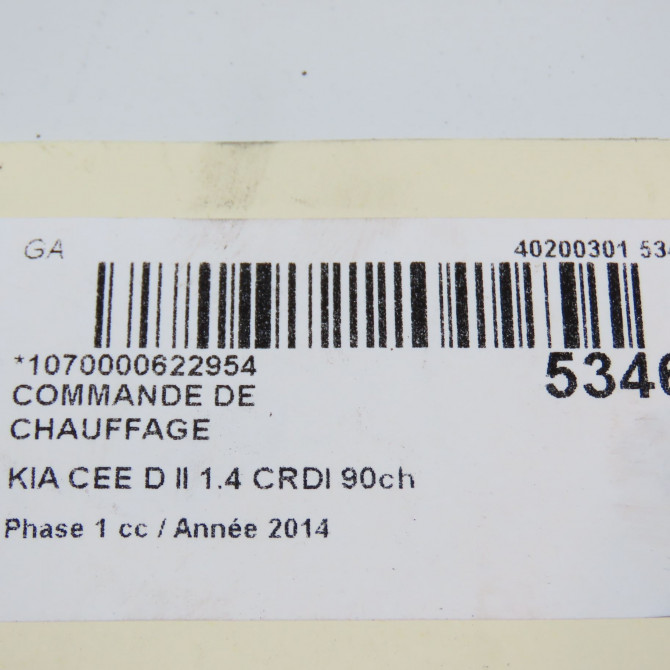 GA 40200301 534
*1070000622954
5346
COMMANDE DE
CHAUFFAGE
KIA CEE D II 1.4 CRDI 90ch
Phase 1 cc / Année 2014